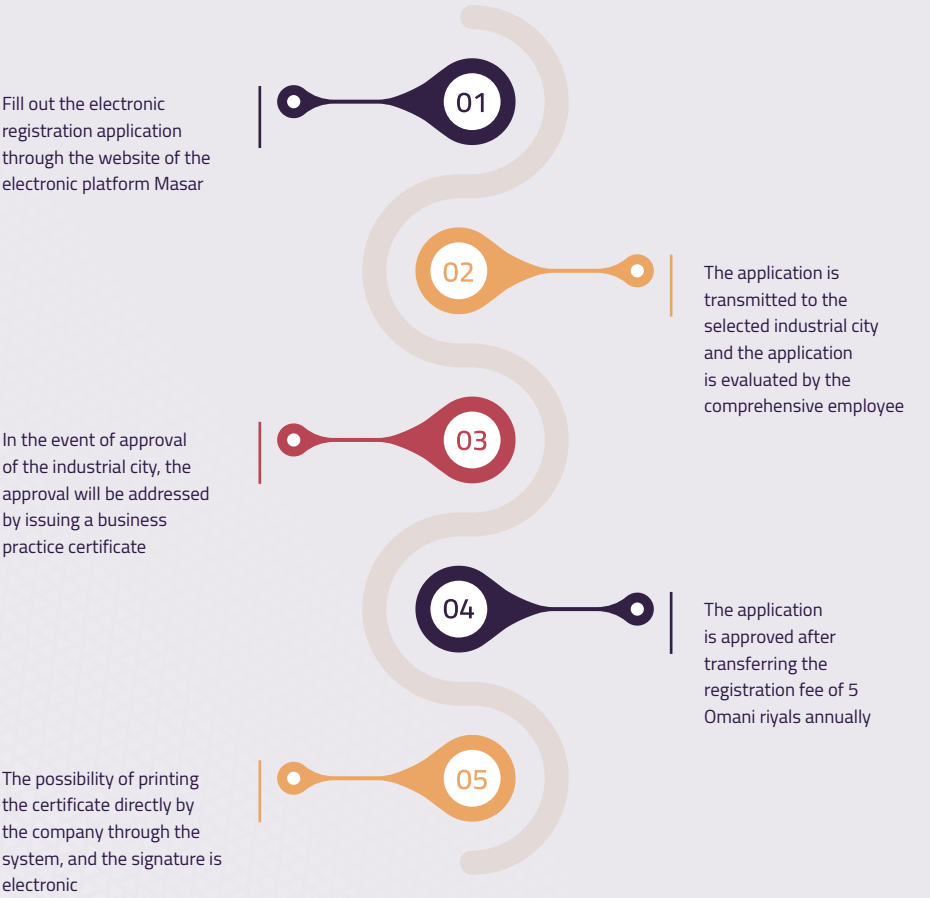 01
Fill out the electronic
registration application
through the website of the
electronic platform Masar
02
The application is
transmitted to the
selected industrial city
and the application
is evaluated by the
comprehensive employee
03
In the event of approval
of the industrial city, the
approval will be addressed
by issuing a business
practice certificate
04
The application
is approved after
transferring the
registration fee of 5
Omani riyals annually
05
The possibility of printing
the certificate directly by
the company through the
system, and the signature is
electronic